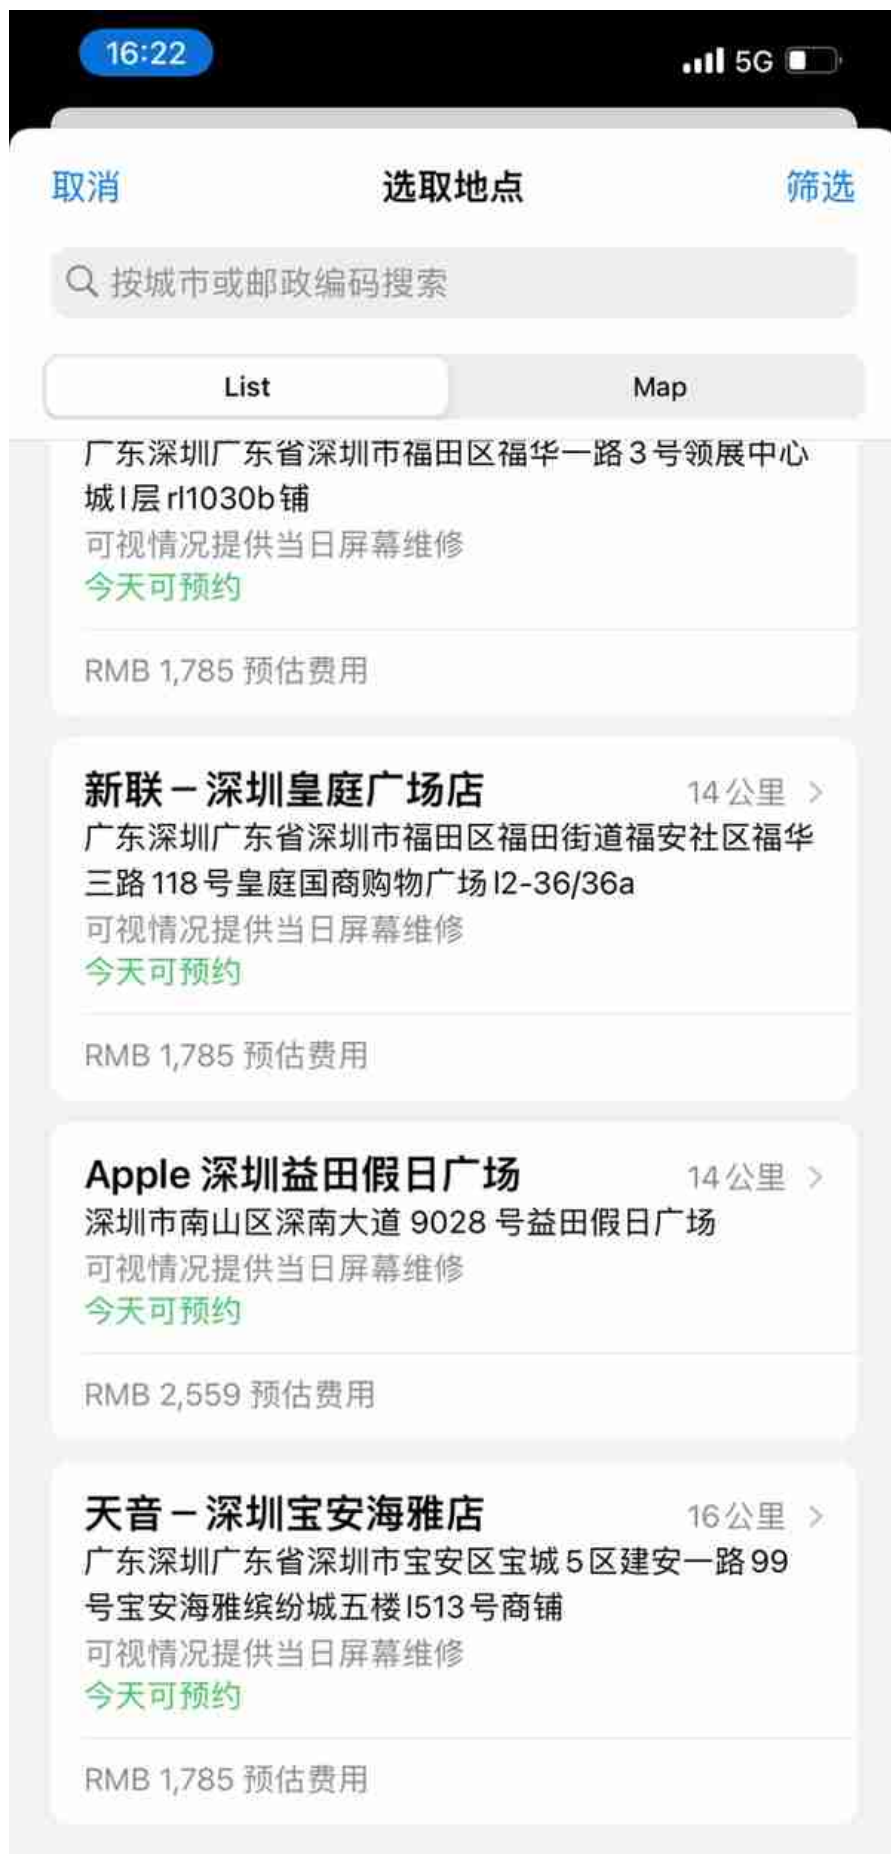 16:22
5G
取消 选取地点 筛选
按城市或邮政编码搜索
List Map
广东深圳广东省深圳市福田区福华一路3号领展中心
城l层rl1030b铺
可视情况提供当日屏幕维修
今天可预约
RMB 1,785 预估费用
新联－深圳皇庭广场店 14公里
广东深圳广东省深圳市福田区福田街道福安社区福华
三路118号皇庭国商购物广场l2-36/36a
可视情况提供当日屏幕维修
今天可预约
RMB 1,785 预估费用
Apple 深圳益田假日广场 14公里
深圳市南山区深南大道 9028 号益田假日广场
可视情况提供当日屏幕维修
今天可预约
RMB 2,559 预估费用
天音－深圳宝安海雅店 16公里
广东深圳广东省深圳市宝安区宝城5区建安一路99
号宝安海雅缤纷城五楼l513号商铺
可视情况提供当日屏幕维修
今天可预约
RMB 1,785 预估费用